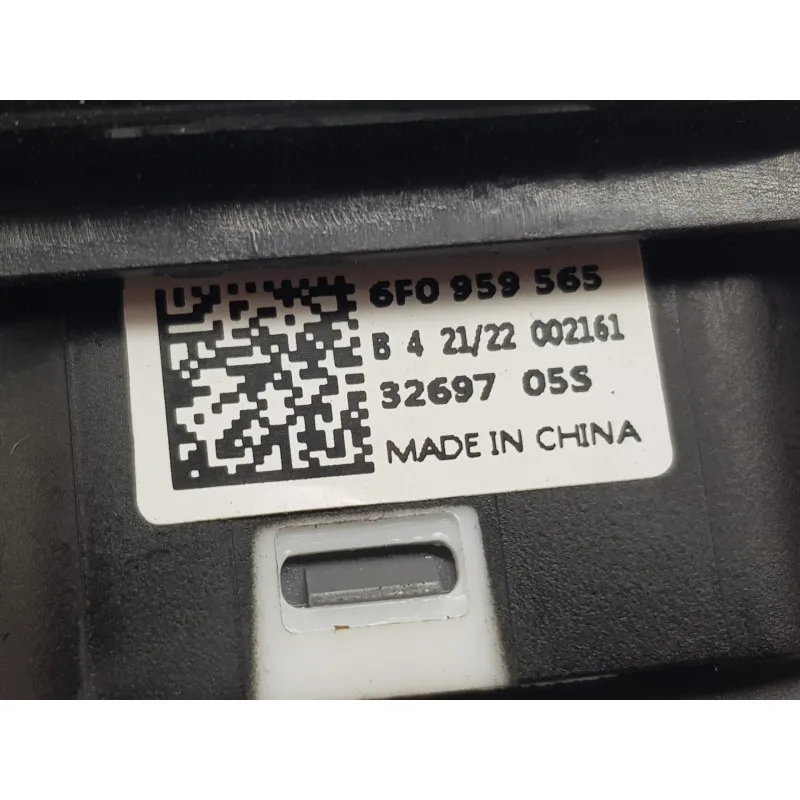 6F0 959 565
B 4 21/22 002161
32697 05S
MADE IN CHINA